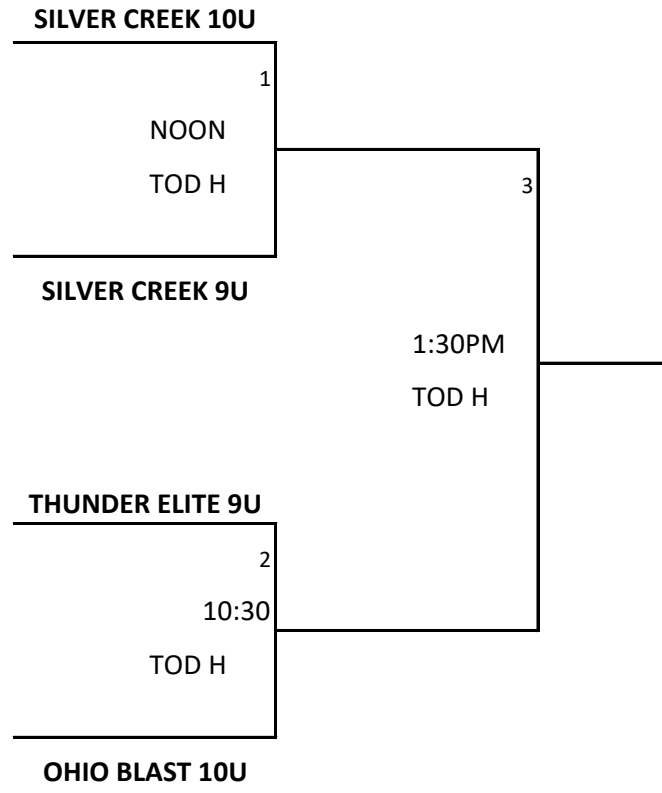 SILVER CREEK 10U
1
NOON
TOD H
3
SILVER CREEK 9U
1:30PM
TOD H
THUNDER ELITE 9U
2
10:30
TOD H
OHIO BLAST 10U